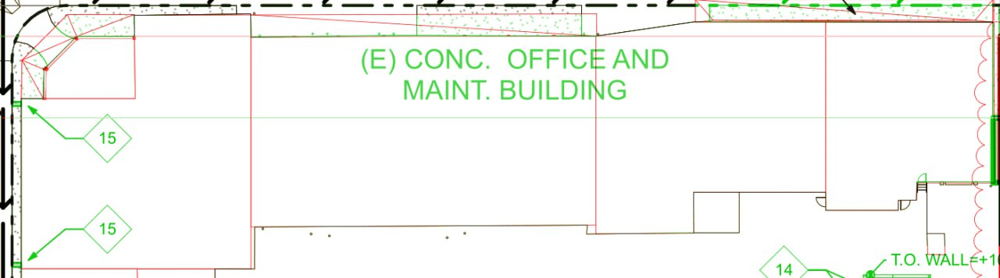 (E) CONC. OFFICE AND
MAINT. BUILDING
15
15
14
T.O. WALL=+1